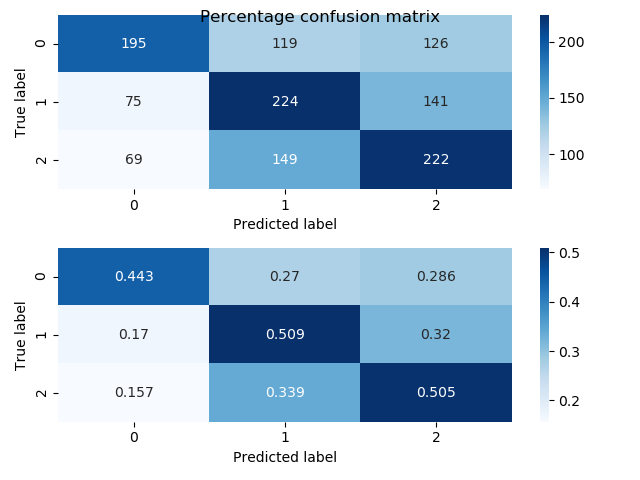 Percentage confusion matrix
True label
0 195 119 126
1 75 224 141
2 69 149 222
0 1 2
Predicted label
200
150
100
True label
0 0.443 0.27 0.286
1 0.17 0.509 0.32
2 0.157 0.339 0.505
0 1 2
Predicted label
0.5
0.4
0.3
0.2